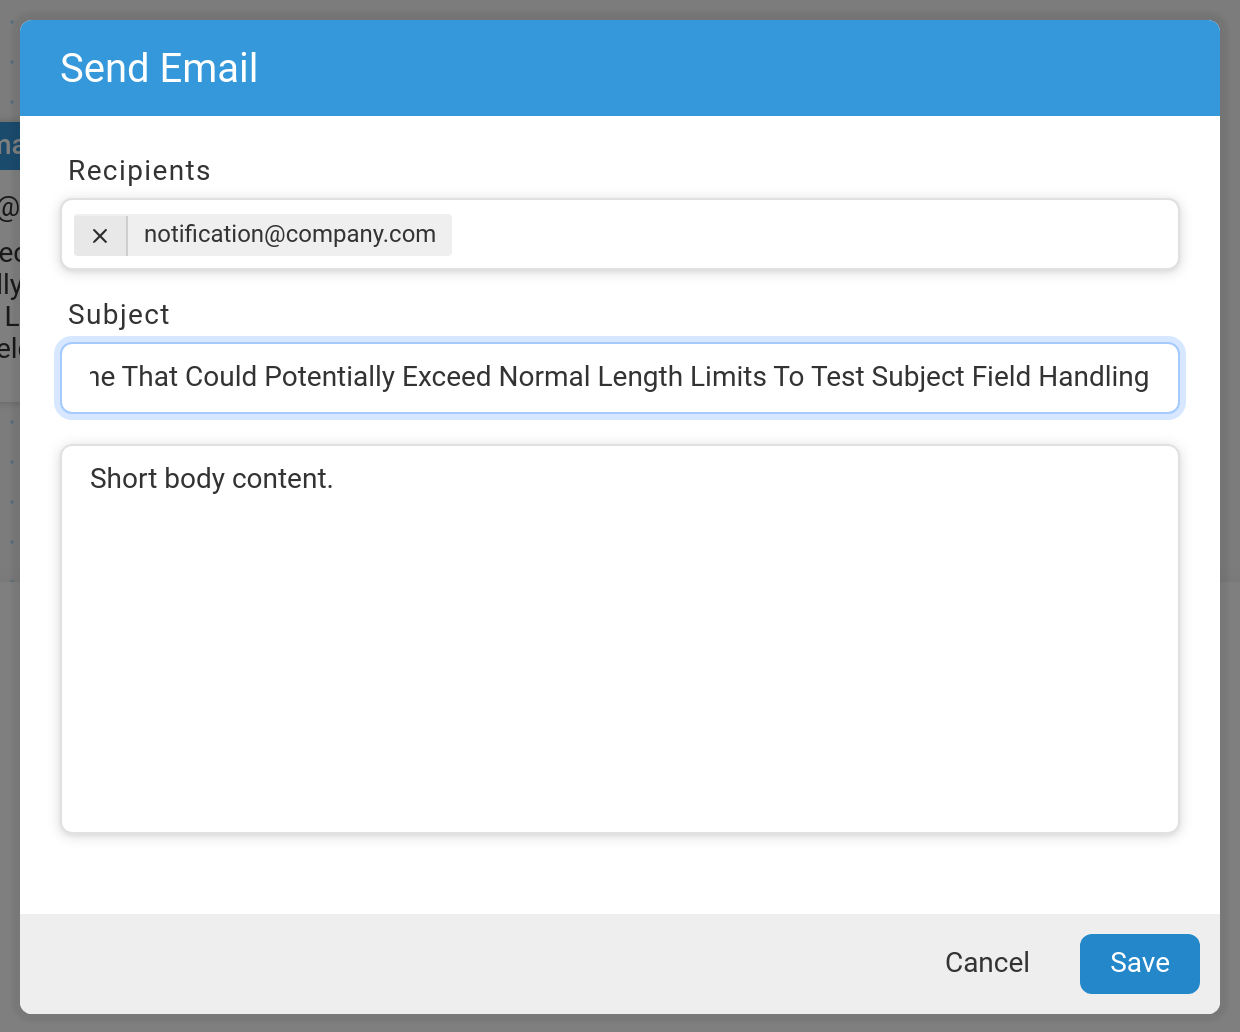 Send Email
Recipients
× notification@company.com
Subject
That Could Potentially Exceed Normal Length Limits To Test Subject Field Handling
Short body content.
Cancel Save